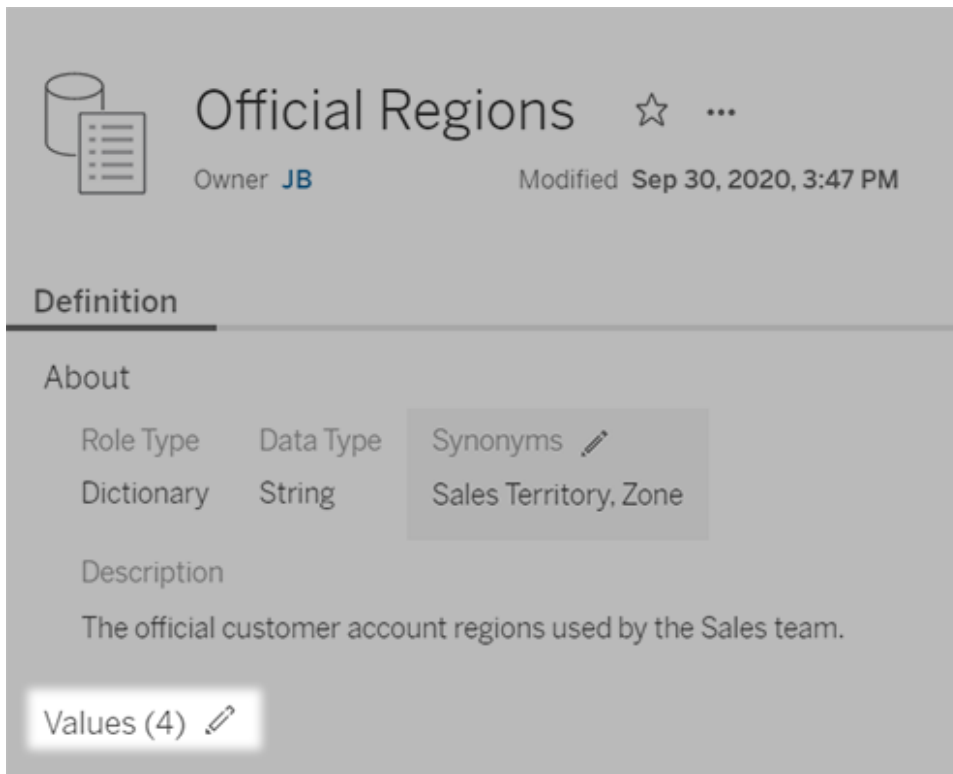 Official Regions
Owner JB Modified Sep 30, 2020, 3:47 PM
Definition
About
Role Type Data Type Synonyms
Dictionary String Sales Territory, Zone
Description
The official customer account regions used by the Sales team.
Values (4)